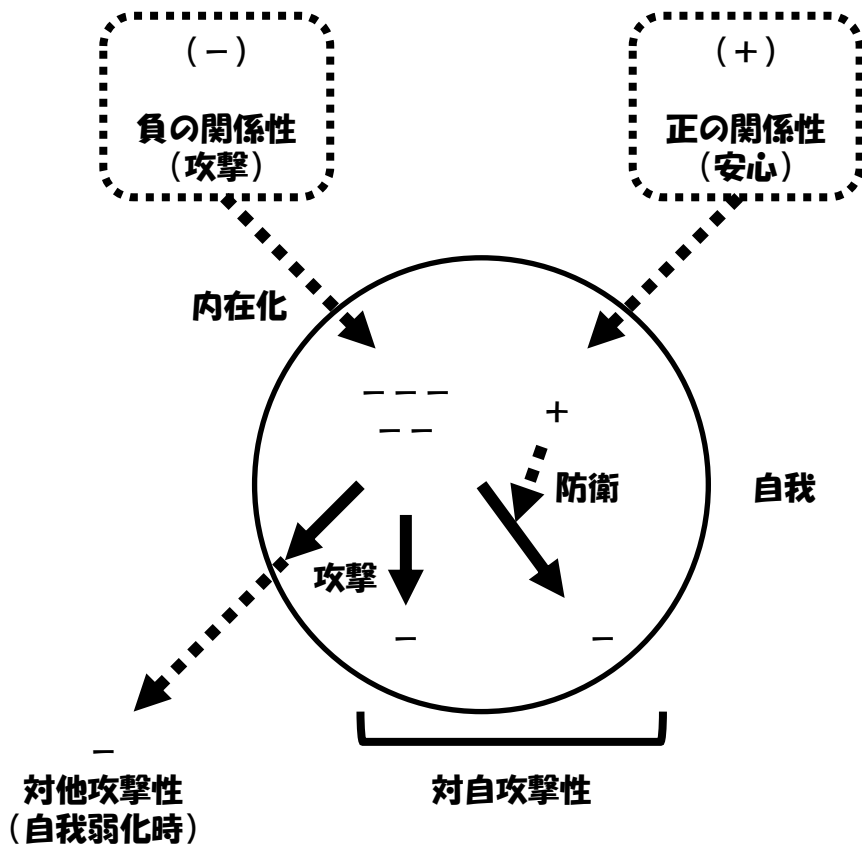 (－)
負の関係性
(攻撃)
(＋)
正の関係性
(安心)
内在化
－－－
－－
＋
防衛
自我
攻撃
－
－
－
対他攻撃性
(自我弱化時)
対自攻撃性